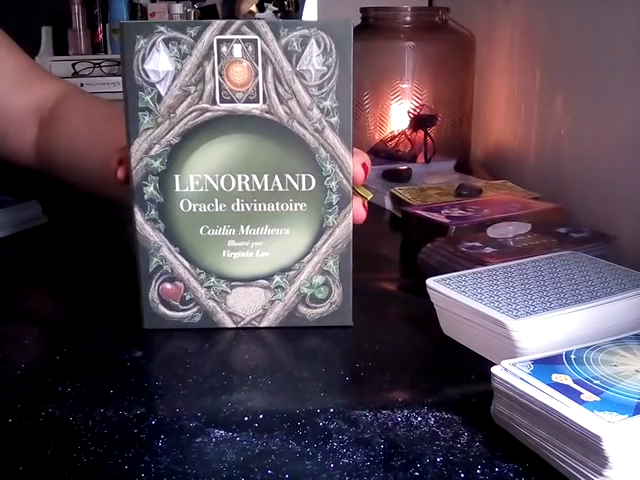 LENORMAND
Oracle divinatoire
Caitlín Matthews
Illustré par
Virginia Lee